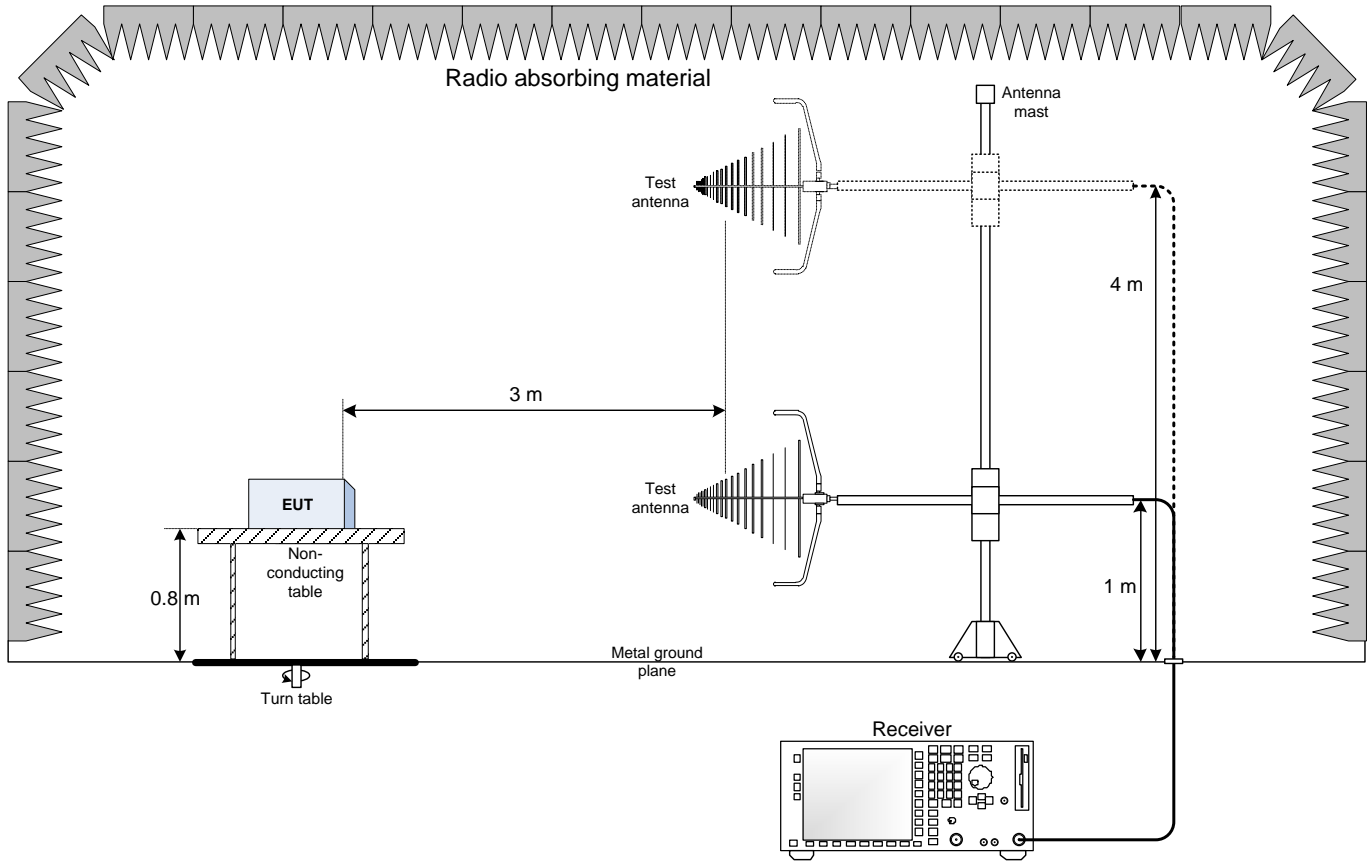 Radio absorbing material
Antenna
mast
Test
antenna
4 m
3 m
Test
antenna
EUT
Non-
conducting
table
0.8 m
1 m
Metal ground
plane
Turn table
Receiver